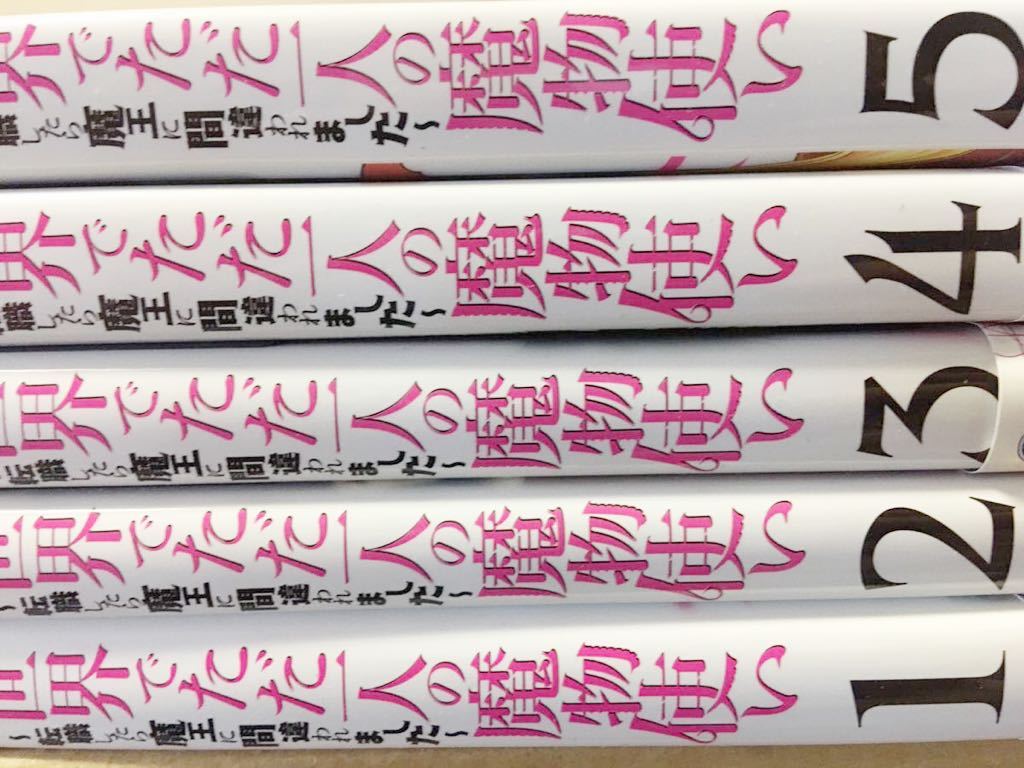 界でただ一人の魔物使い
職したら魔王に間違われました～
5
界でただ一人の魔物使い
職したら魔王に間違われました～
4
世界でただ一人の魔物使い
転職したら魔王に間違われました～
3
世界でただ一人の魔物使い
～転職したら魔王に間違われました～
2
世界でただ一人の魔物使い
～転職したら魔王に間違われました～
1